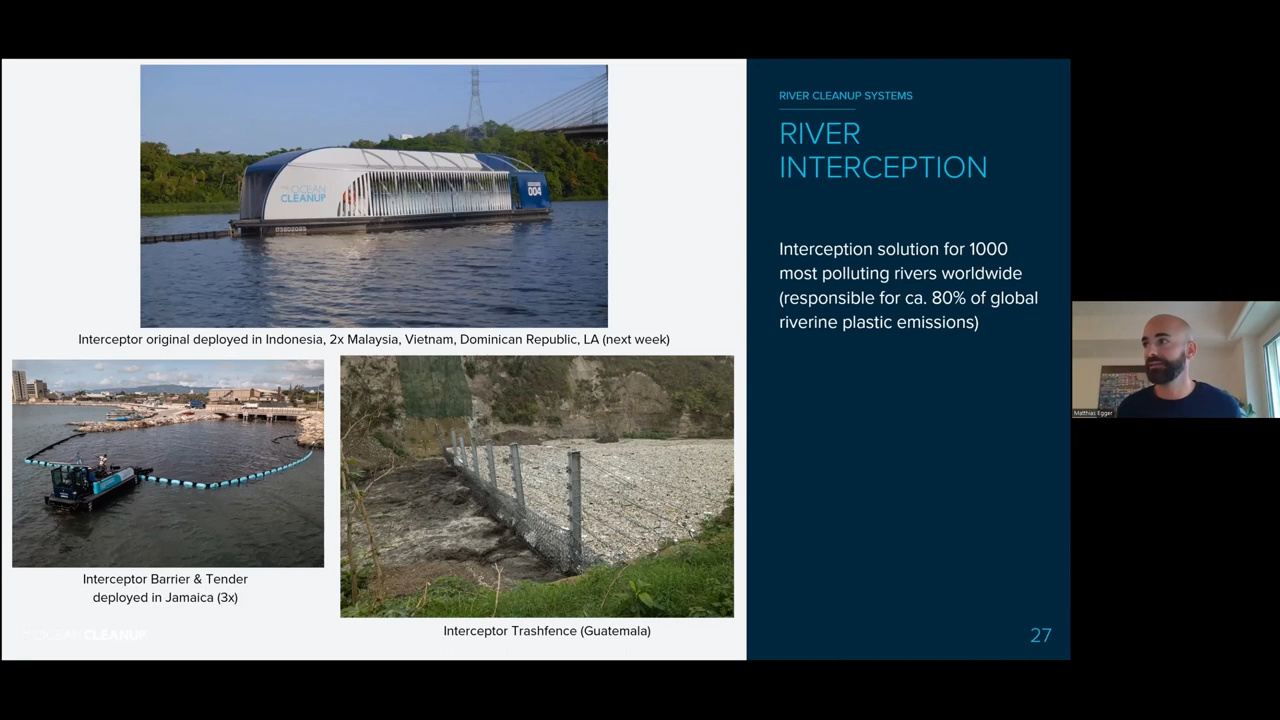 RIVER CLEANUP SYSTEMS
RIVER
INTERCEPTION
Interception solution for 1000
most polluting rivers worldwide
(responsible for ca. 80% of global
riverine plastic emissions)
THE OCEAN
CLEANUP
004
Interceptor original deployed in Indonesia, 2x Malaysia, Vietnam, Dominican Republic, LA (next week)
Interceptor Barrier & Tender
deployed in Jamaica (3x)
Interceptor Trashfence (Guatemala)
THE OCEAN CLEANUP
27
Matthias Egger